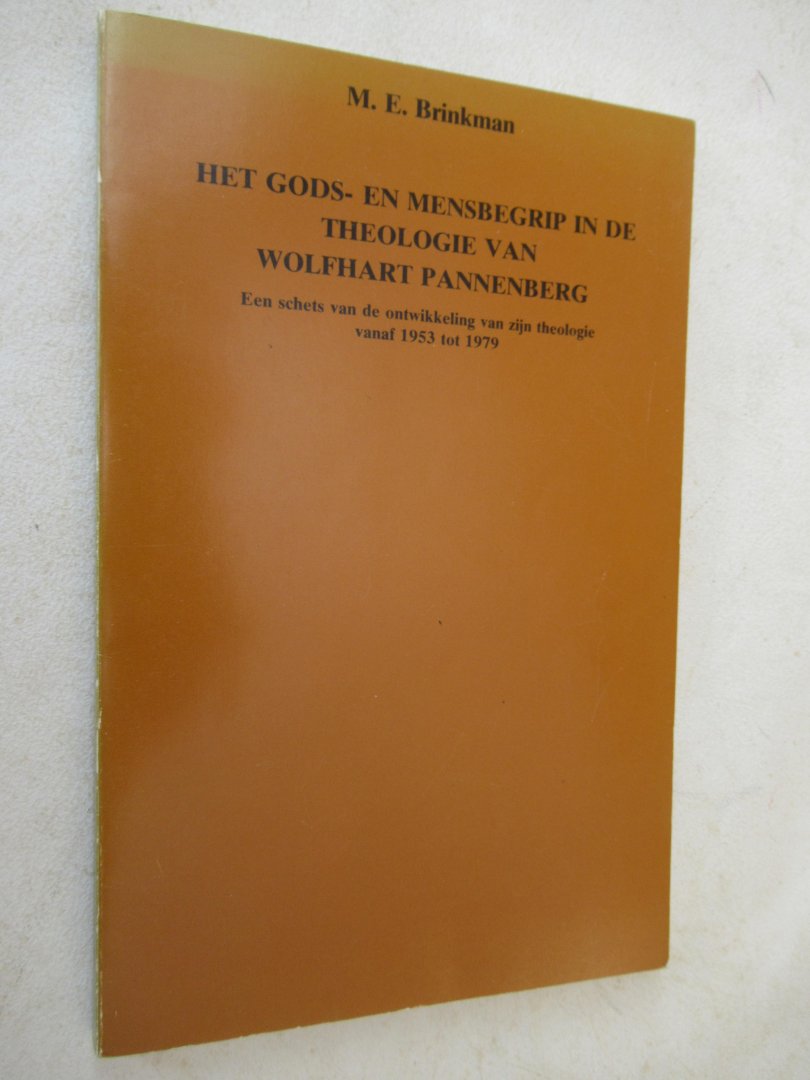 M. E. Brinkman
HET GODS- EN MENSBEGRIP IN DE
THEOLOGIE VAN
WOLFHART PANNENBERG
Een schets van de ontwikkeling van zijn theologie
vanaf 1953 tot 1979